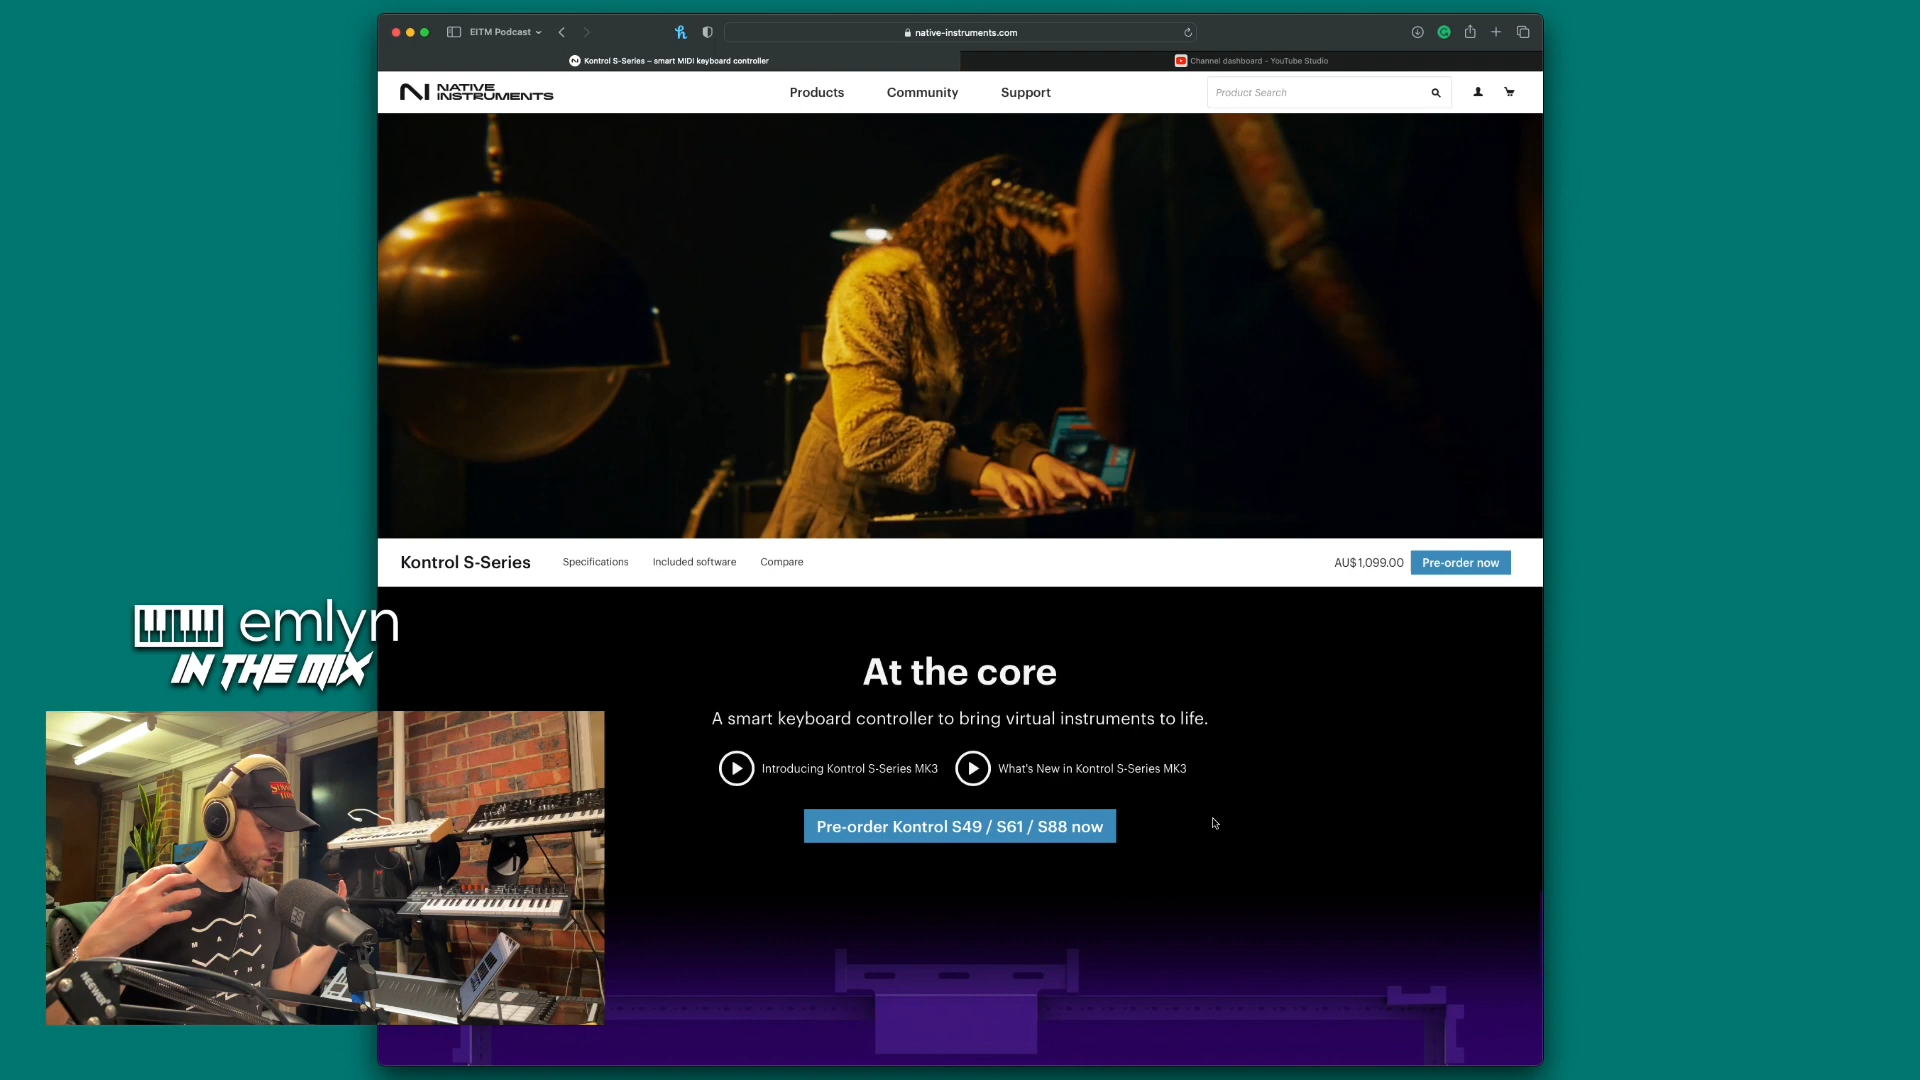 EITM Podcast
native-instruments.com
Kontrol S-Series – smart MIDI keyboard controller
Channel dashboard - YouTube Studio
NATIVE
INSTRUMENTS
Products
Community
Support
Product Search
Kontrol S-Series
Specifications
Included software
Compare
AU$1,099.00
Pre-order now
emlyn
IN THE MIX
At the core
A smart keyboard controller to bring virtual instruments to life.
Introducing Kontrol S-Series MK3
What's New in Kontrol S-Series MK3
Pre-order Kontrol S49 / S61 / S88 now
MAKE
NEEWER